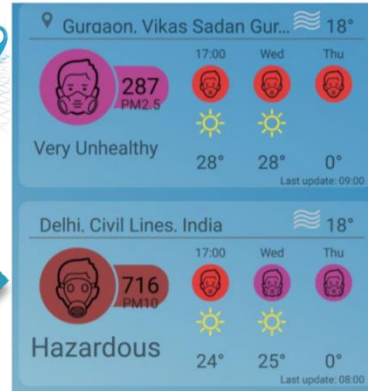 Gurgaon, Vikas Sadan Gur... 18°
17:00 Wed Thu
287
PM2.5
Very Unhealthy
28° 28° 0°
Last update: 09:00
Delhi, Civil Lines, India 18°
17:00 Wed Thu
716
PM10
Hazardous
24° 25° 0°
Last update: 08:00